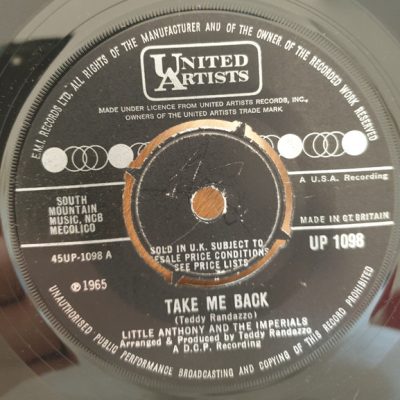 E.M.I. RECORDS LTD. ALL RIGHTS OF THE MANUFACTURER AND OF THE OWNER OF THE RECORDED WORK RESERVED
UNITED
ARTISTS
MADE UNDER LICENCE FROM UNITED ARTISTS RECORDS, INC.,
OWNERS OF THE UNITED ARTISTS TRADE MARK.
A U.S.A. Recording
SOUTH
MOUNTAIN
MUSIC, NCB
MECOLICO
MADE IN GT. BRITAIN
45UP-1098 A
SOLD IN U.K. SUBJECT TO
RESALE PRICE CONDITIONS
SEE PRICE LISTS
UP 1098
℗ 1965
TAKE ME BACK
(Teddy Randazzo)
LITTLE ANTHONY AND THE IMPERIALS
Arranged & Produced by Teddy Randazzo
A D.C.P. Recording
UNAUTHORISED PUBLIC PERFORMANCE BROADCASTING AND COPYING OF THIS RECORD PROHIBITED